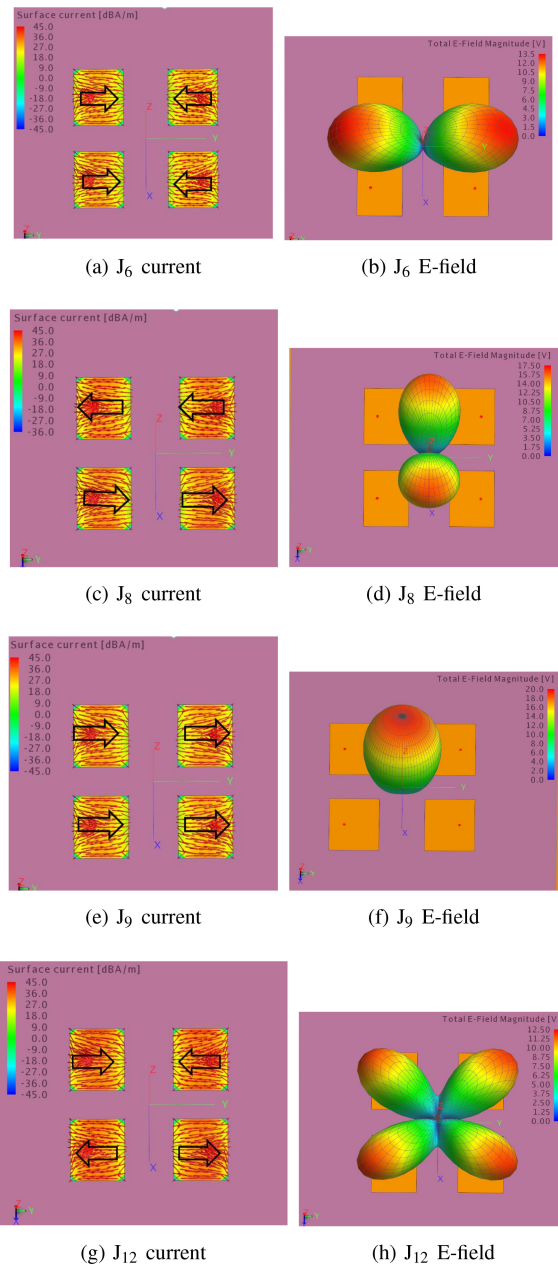 Surface current [dBA/m]
45.0
36.0
27.0
18.0
9.0
0.0
-9.0
-18.0
-27.0
-36.0
-45.0
Z
Y
X
Total E-Field Magnitude [V]
13.5
12.0
10.5
9.0
7.5
6.0
4.5
3.0
1.5
0.0
Y
X
(a) J6 current
(b) J6 E-field
Surface current [dBA/m]
45.0
36.0
27.0
18.0
9.0
0.0
-9.0
-18.0
-27.0
-36.0
Z
Y
X
Total E-Field Magnitude [V]
17.50
15.75
14.00
12.25
10.50
8.75
7.00
5.25
3.50
1.75
0.00
Y
X
(c) J8 current
(d) J8 E-field
Surface current [dBA/m]
45.0
36.0
27.0
18.0
9.0
0.0
-9.0
-18.0
-27.0
-36.0
-45.0
Z
Y
X
Total E-Field Magnitude [V]
20.0
18.0
16.0
14.0
12.0
10.0
8.0
6.0
4.0
2.0
0.0
Z
Y
X
(e) J9 current
(f) J9 E-field
Surface current [dBA/m]
45.0
36.0
27.0
18.0
9.0
0.0
-9.0
-18.0
-27.0
-36.0
-45.0
Z
Y
X
Total E-Field Magnitude [V
12.50
11.25
10.00
8.75
7.50
6.25
5.00
3.75
2.50
1.25
0.00
Y
X
(g) J12 current
(h) J12 E-field